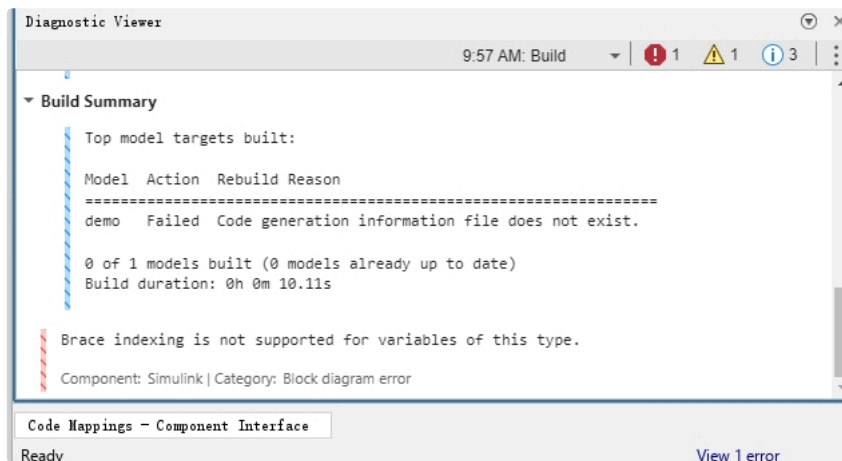 Diagnostic Viewer
9:57 AM: Build 1 1 3
Build Summary
Top model targets built:
Model Action Rebuild Reason
=================================================================
demo Failed Code generation information file does not exist.
0 of 1 models built (0 models already up to date)
Build duration: 0h 0m 10.11s
Brace indexing is not supported for variables of this type.
Component: Simulink | Category: Block diagram error
Code Mappings - Component Interface
Ready View 1 error